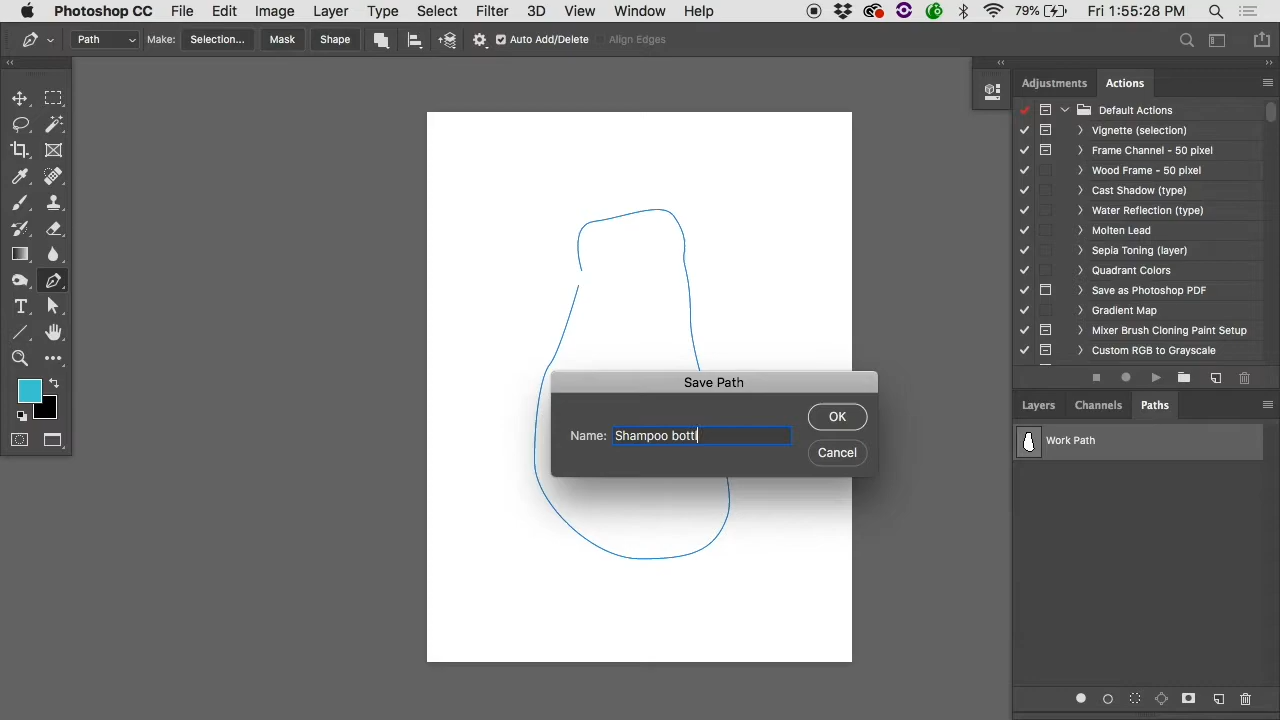 Photoshop CC File Edit Image Layer Type Select Filter 3D View Window Help 79% Fri 1:55:28 PM
Path Make: Selection... Mask Shape Auto Add/Delete Align Edges
Adjustments Actions
Default Actions
Vignette (selection)
Frame Channel - 50 pixel
Wood Frame - 50 pixel
Cast Shadow (type)
Water Reflection (type)
Molten Lead
Sepia Toning (layer)
Quadrant Colors
Save as Photoshop PDF
Gradient Map
Mixer Brush Cloning Paint Setup
Custom RGB to Grayscale
Save Path
Name: Shampoo bottl
OK
Cancel
Layers Channels Paths
Work Path